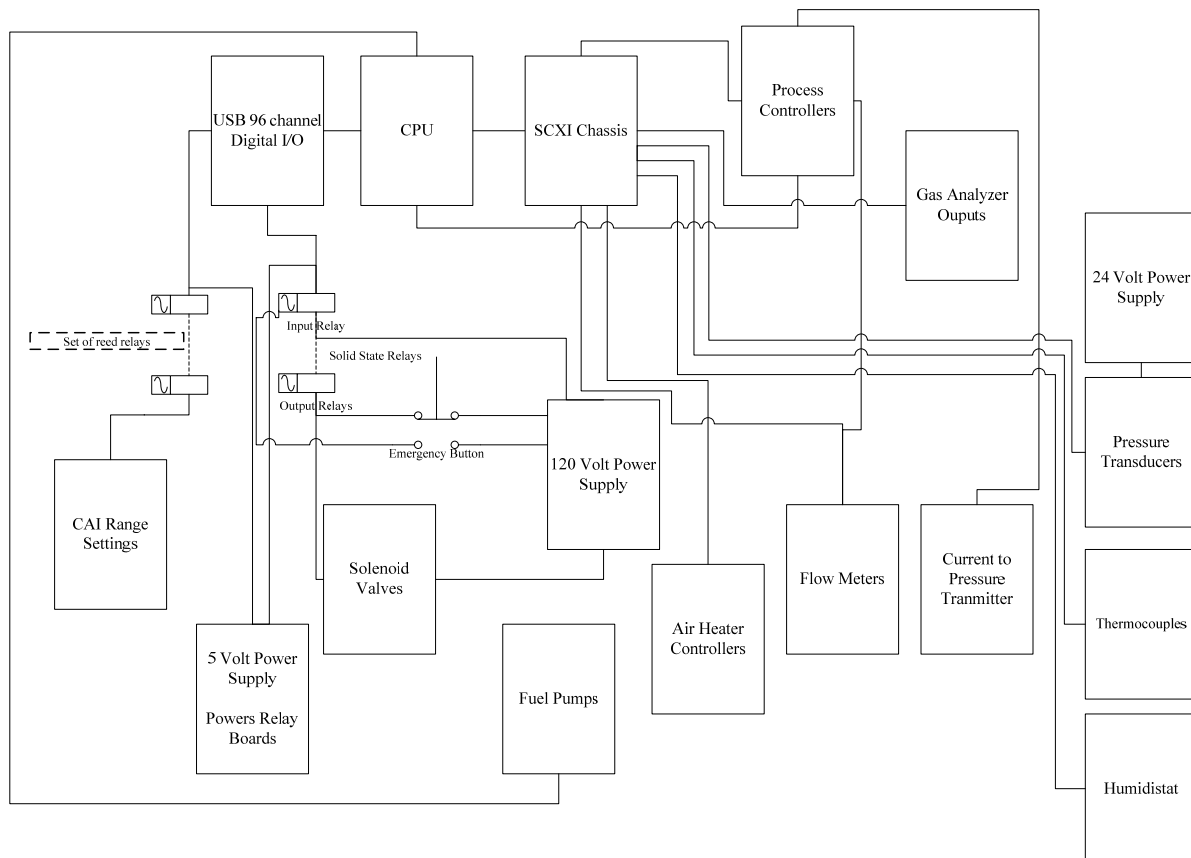 USB 96 channel
Digital I/O
CPU
SCXI Chassis
Process
Controllers
Gas Analyzer
Ouputs
24 Volt Power
Supply
Input Relay
Set of reed relays
Solid State Relays
Output Relays
Emergency Button
120 Volt Power
Supply
Pressure
Transducers
CAI Range
Settings
Solenoid
Valves
Flow Meters
Current to
Pressure
Tranmitter
Air Heater
Controllers
Thermocouples
5 Volt Power
Supply
Powers Relay
Boards
Fuel Pumps
Humidistat